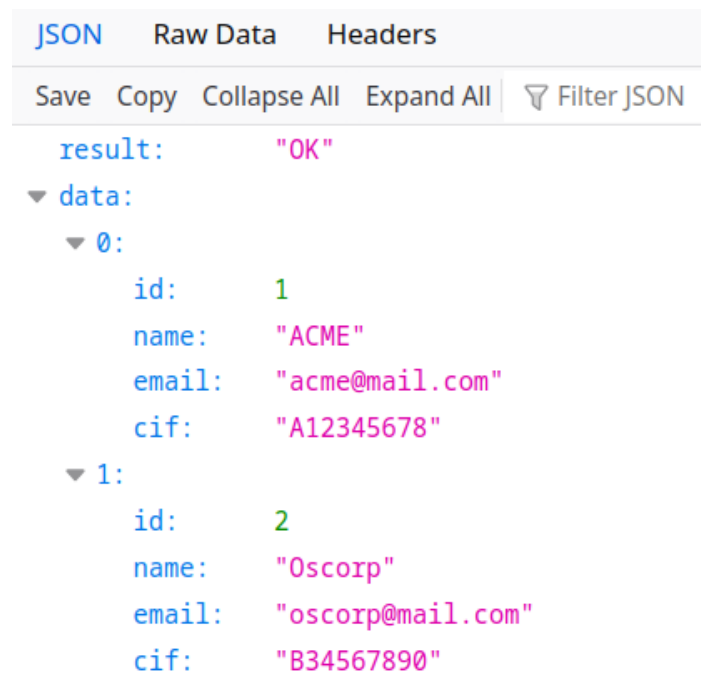 JSON Raw Data Headers
Save Copy Collapse All Expand All Filter JSON
result: "OK"
data:
0:
id: 1
name: "ACME"
email: "acme@mail.com"
cif: "A12345678"
1:
id: 2
name: "Oscorp"
email: "oscorp@mail.com"
cif: "B34567890"